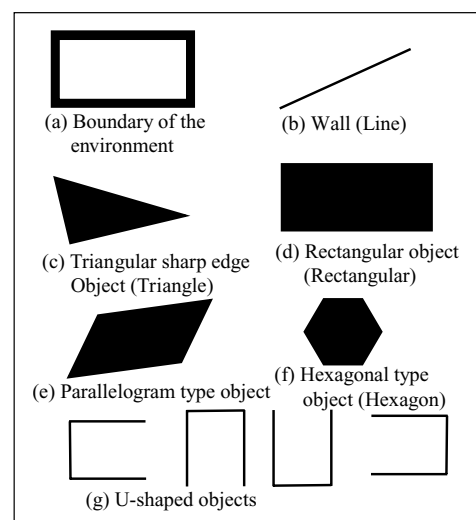 (a) Boundary of the
environment
(b) Wall (Line)
(c) Triangular sharp edge
Object (Triangle)
(d) Rectangular object
(Rectangular)
(e) Parallelogram type object
(f) Hexagonal type
object (Hexagon)
(g) U-shaped objects